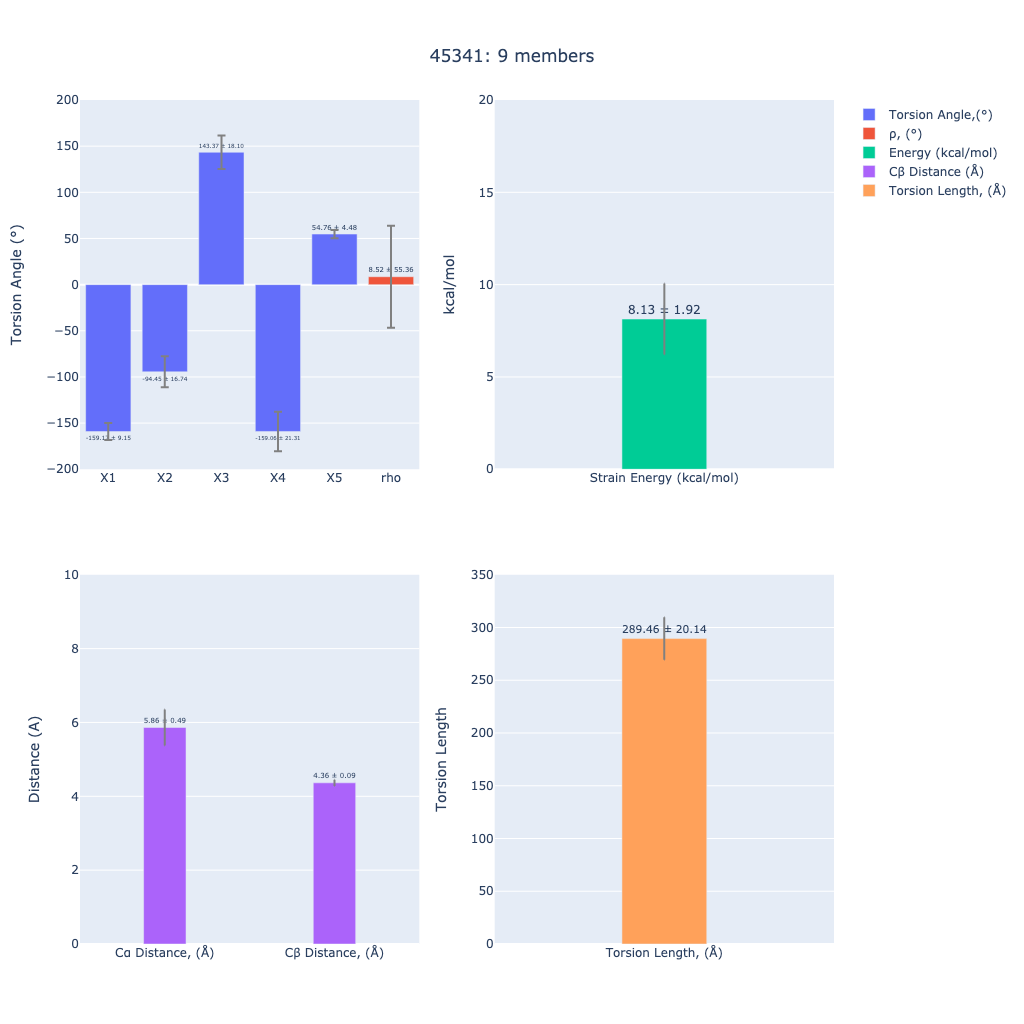 45341: 9 members
Torsion Angle (°)
200
150
100
50
0
−50
−100
−150
−200
143.37 ± 18.10
54.76 ± 4.48
8.52 ± 55.36
-94.45 ± 16.74
± 9.15
-159.06 ± 21.31
X1 X2 X3 X4 X5 rho
kcal/mol
20
15
10
5
0
8.13 ± 1.92
Strain Energy (kcal/mol)
Torsion Angle,(°)
ρ, (°)
Energy (kcal/mol)
Cβ Distance (Å)
Torsion Length, (Å)
Distance (A)
10
8
6
4
2
0
5.86 ± 0.49
4.36 ± 0.09
Cα Distance, (Å) Cβ Distance, (Å)
Torsion Length
350
300
250
200
150
100
50
0
289.46 ± 20.14
Torsion Length, (Å)